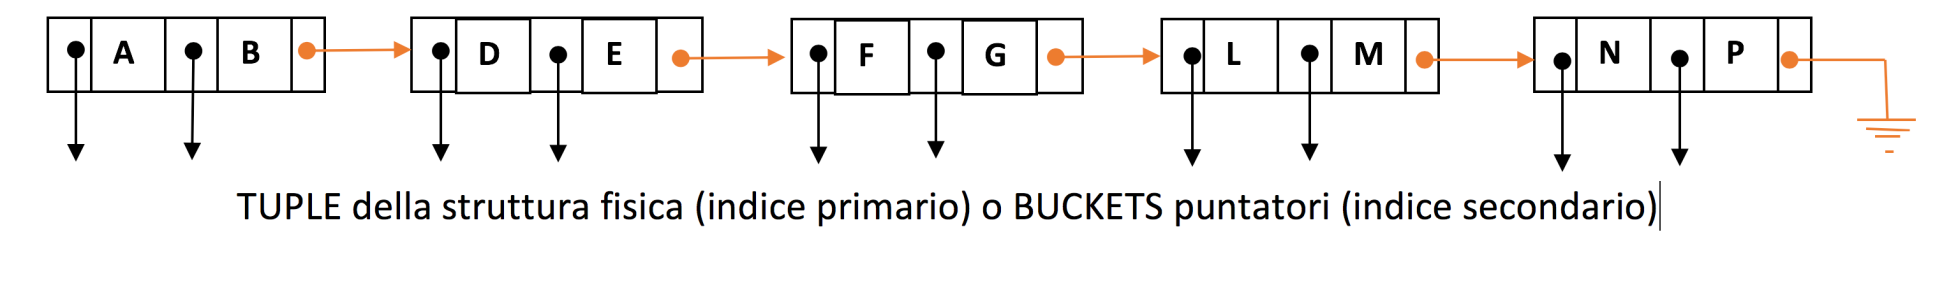 A B D E F G L M N P
TUPLE della struttura fisica (indice primario) o BUCKETS puntatori (indice secondario)